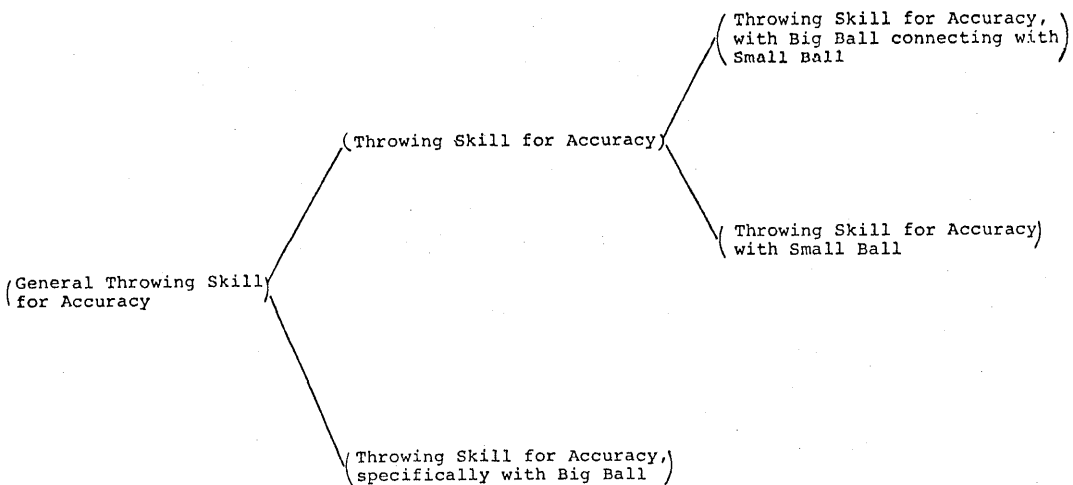 Throwing Skill for Accuracy,
with Big Ball connecting with
Small Ball
(Throwing Skill for Accuracy)
Throwing Skill for Accuracy
with Small Ball
General Throwing Skill
for Accuracy
Throwing Skill for Accuracy,
specifically with Big Ball